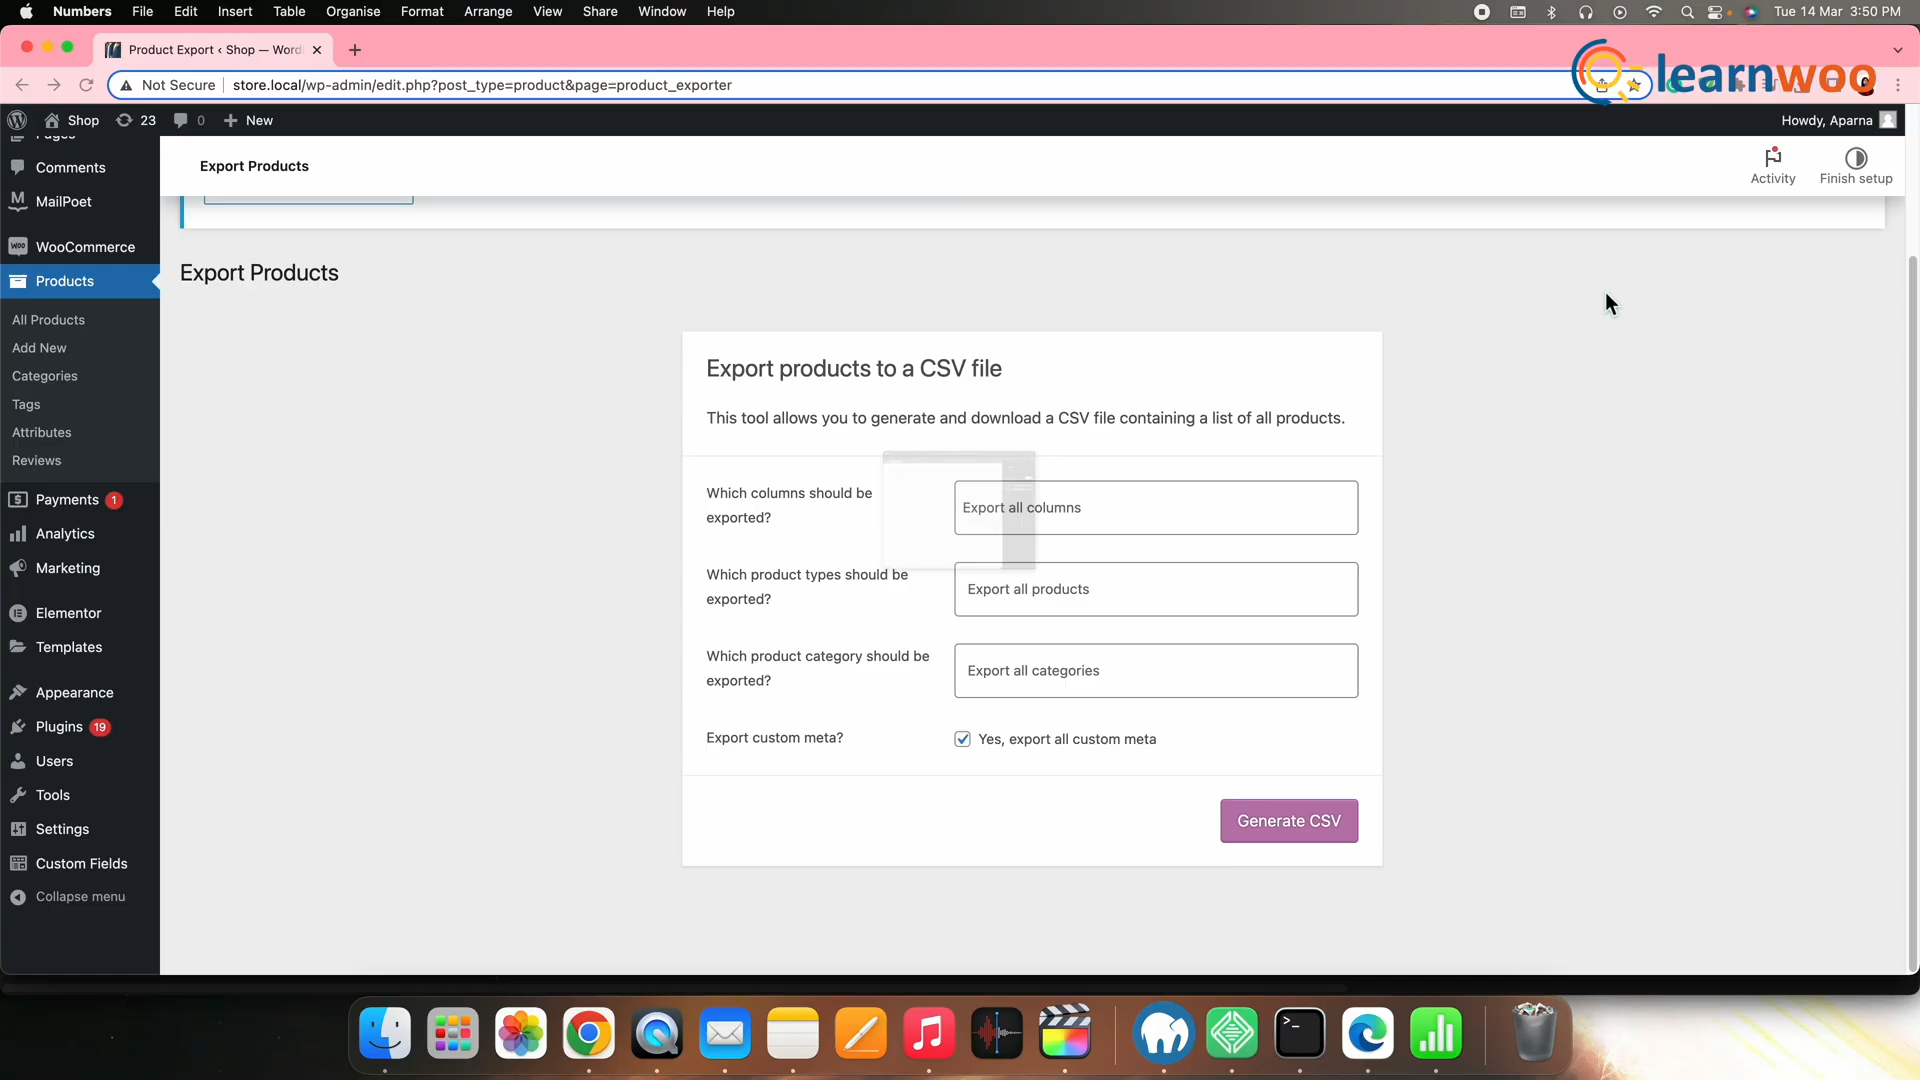 Numbers File Edit Insert Table Organise Format Arrange View Share Window Help Tue 14 Mar 3:50 PM
Product Export ‹ Shop — Word
Not Secure store.local/wp-admin/edit.php?post_type=product&page=product_exporter
learnwoo
Shop 23 0 New Howdy, Aparna
Pages
Comments
MailPoet
WooCommerce
Products
All Products
Add New
Categories
Tags
Attributes
Reviews
Payments 1
Analytics
Marketing
Elementor
Templates
Appearance
Plugins 19
Users
Tools
Settings
Custom Fields
Collapse menu
Export Products
Activity
Finish setup
Export Products
Export products to a CSV file
This tool allows you to generate and download a CSV file containing a list of all products.
Which columns should be
exported?
Export all columns
Which product types should be
exported?
Export all products
Which product category should be
exported?
Export all categories
Export custom meta?
Yes, export all custom meta
Generate CSV